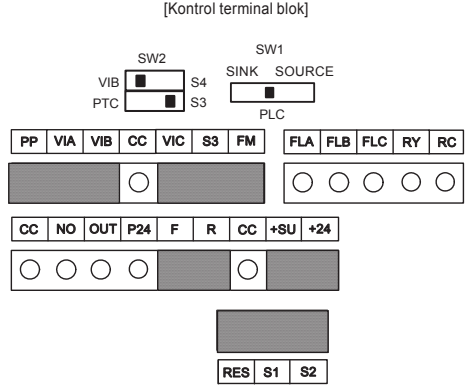 [Kontrol terminal blok]
SW2
SW1
VIB S4
SINK SOURCE
PTC S3
PLC
PP VIA VIB CC VIC S3 FM
FLA FLB FLC RY RC
CC NO OUT P24 F R CC +SU +24
RES S1 S2